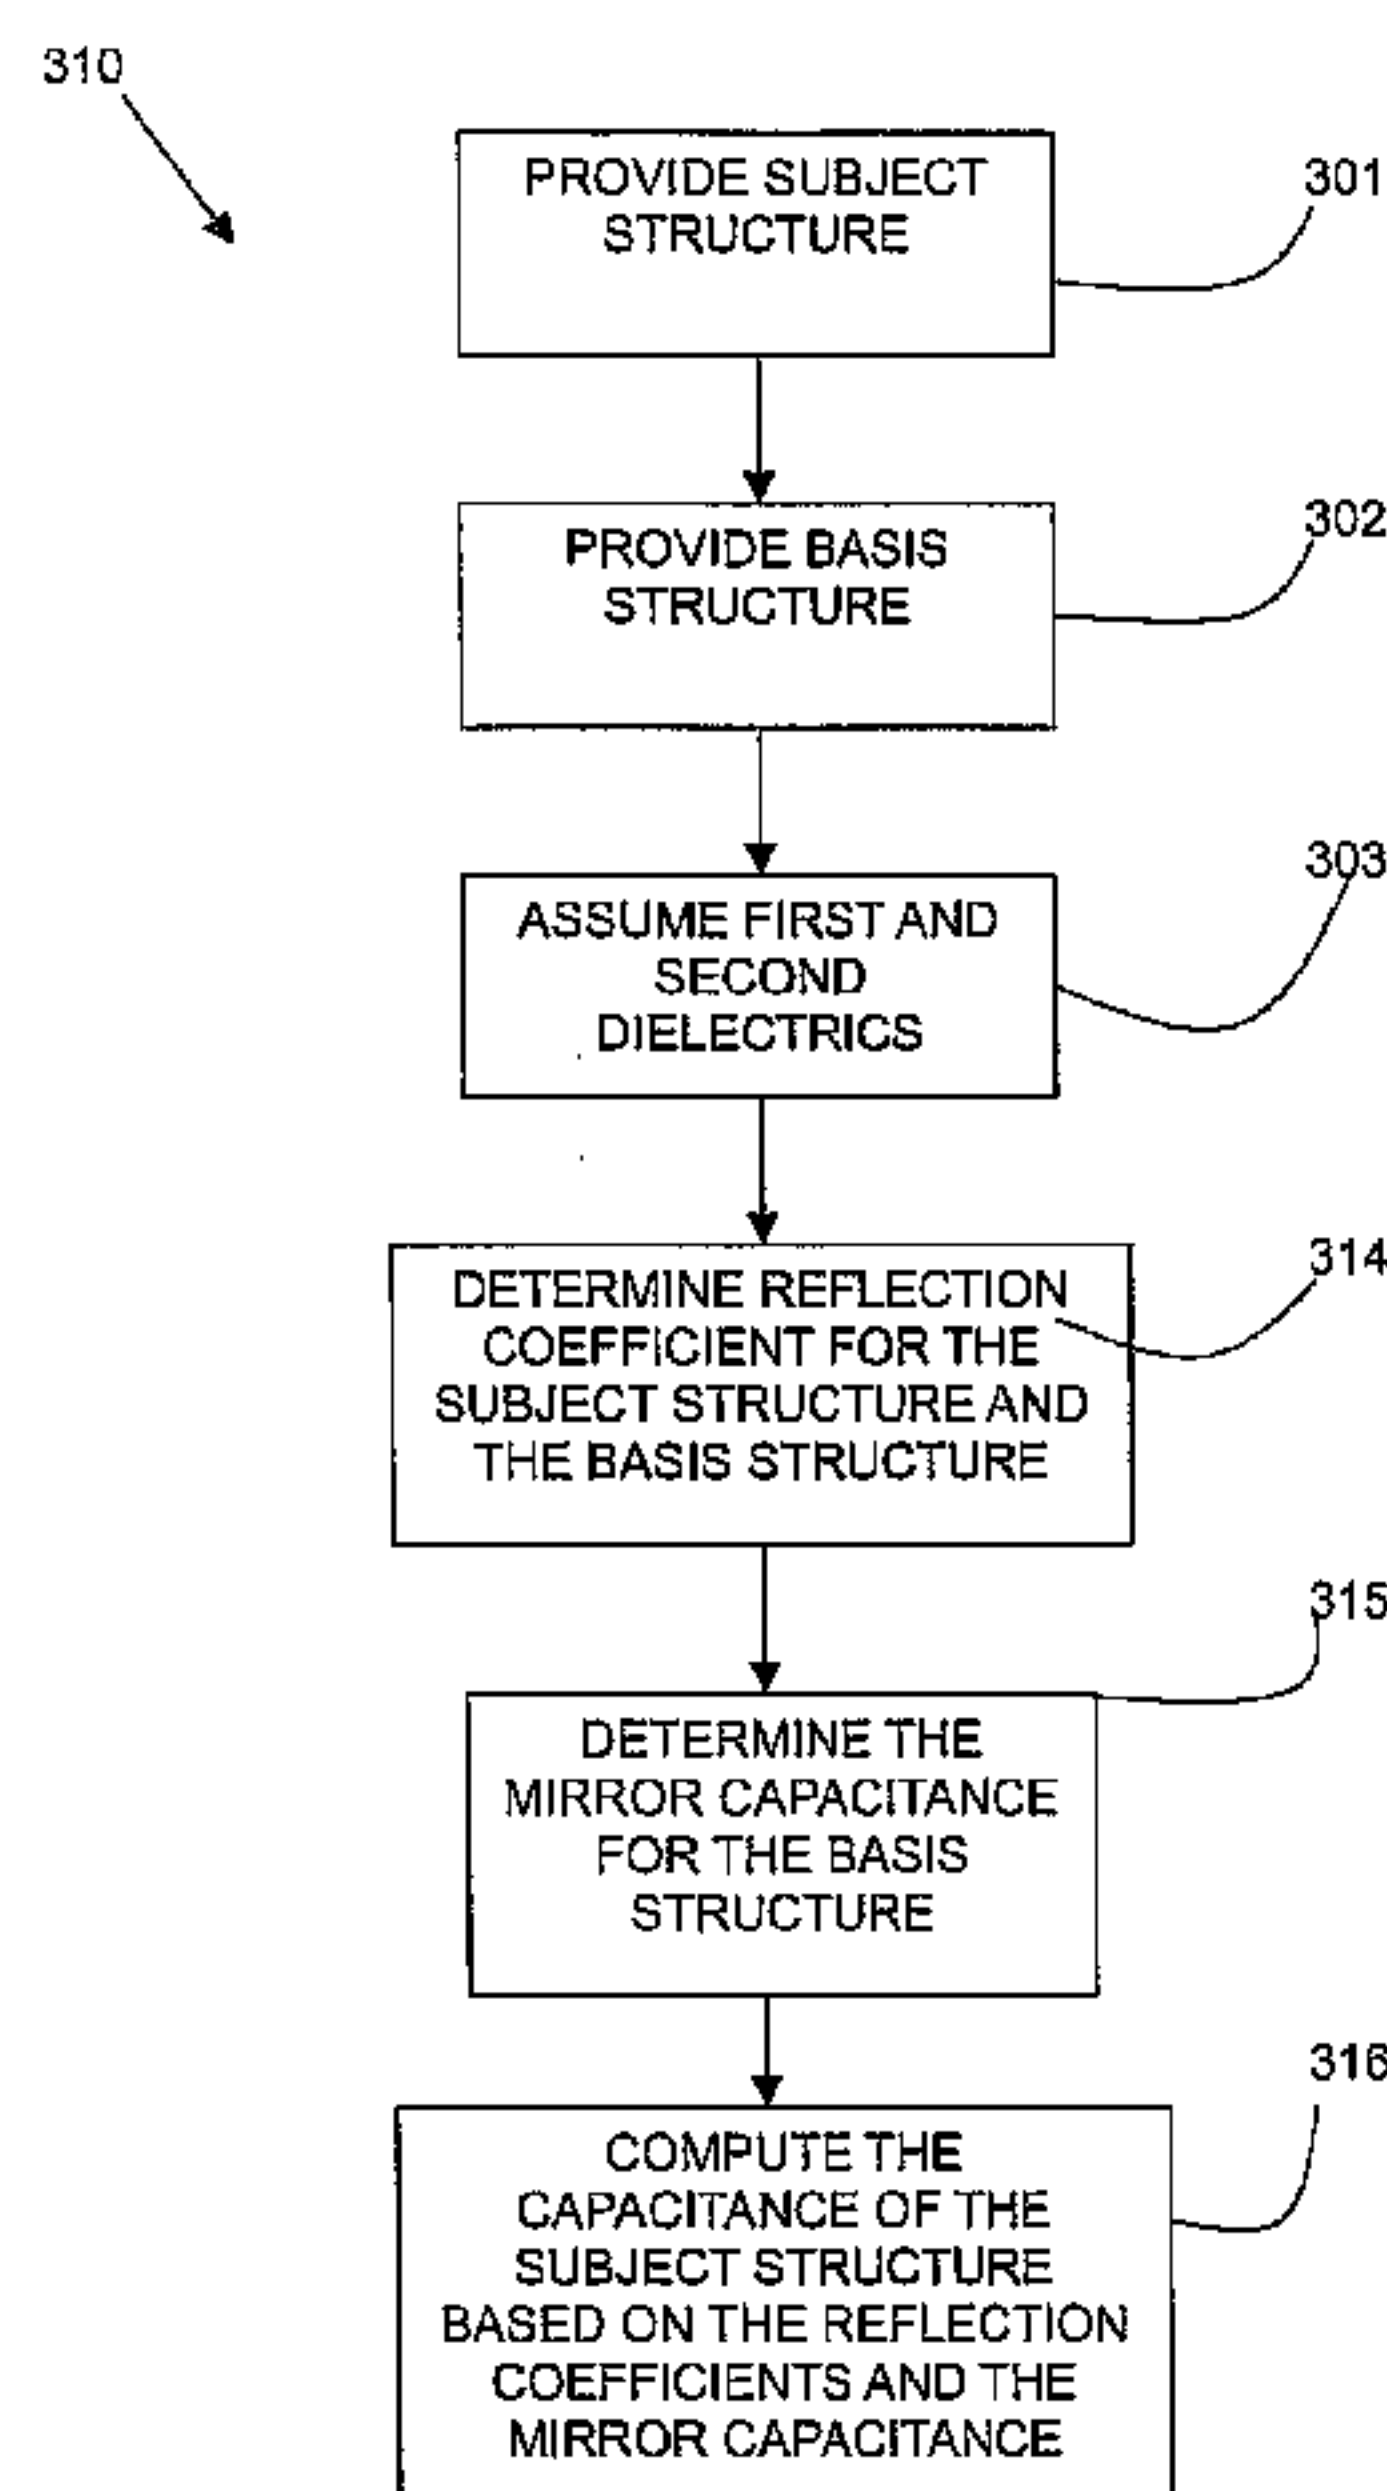 310
PROVIDE SUBJECT
STRUCTURE
301
PROVIDE BASIS
STRUCTURE
302
ASSUME FIRST AND
SECOND
DIELECTRICS
303
DETERMINE REFLECTION
COEFFICIENT FOR THE
SUBJECT STRUCTURE AND
THE BASIS STRUCTURE
314
DETERMINE THE
MIRROR CAPACITANCE
FOR THE BASIS
STRUCTURE
315
COMPUTE THE
CAPACITANCE OF THE
SUBJECT STRUCTURE
BASED ON THE REFLECTION
COEFFICIENTS AND THE
MIRROR CAPACITANCE
316